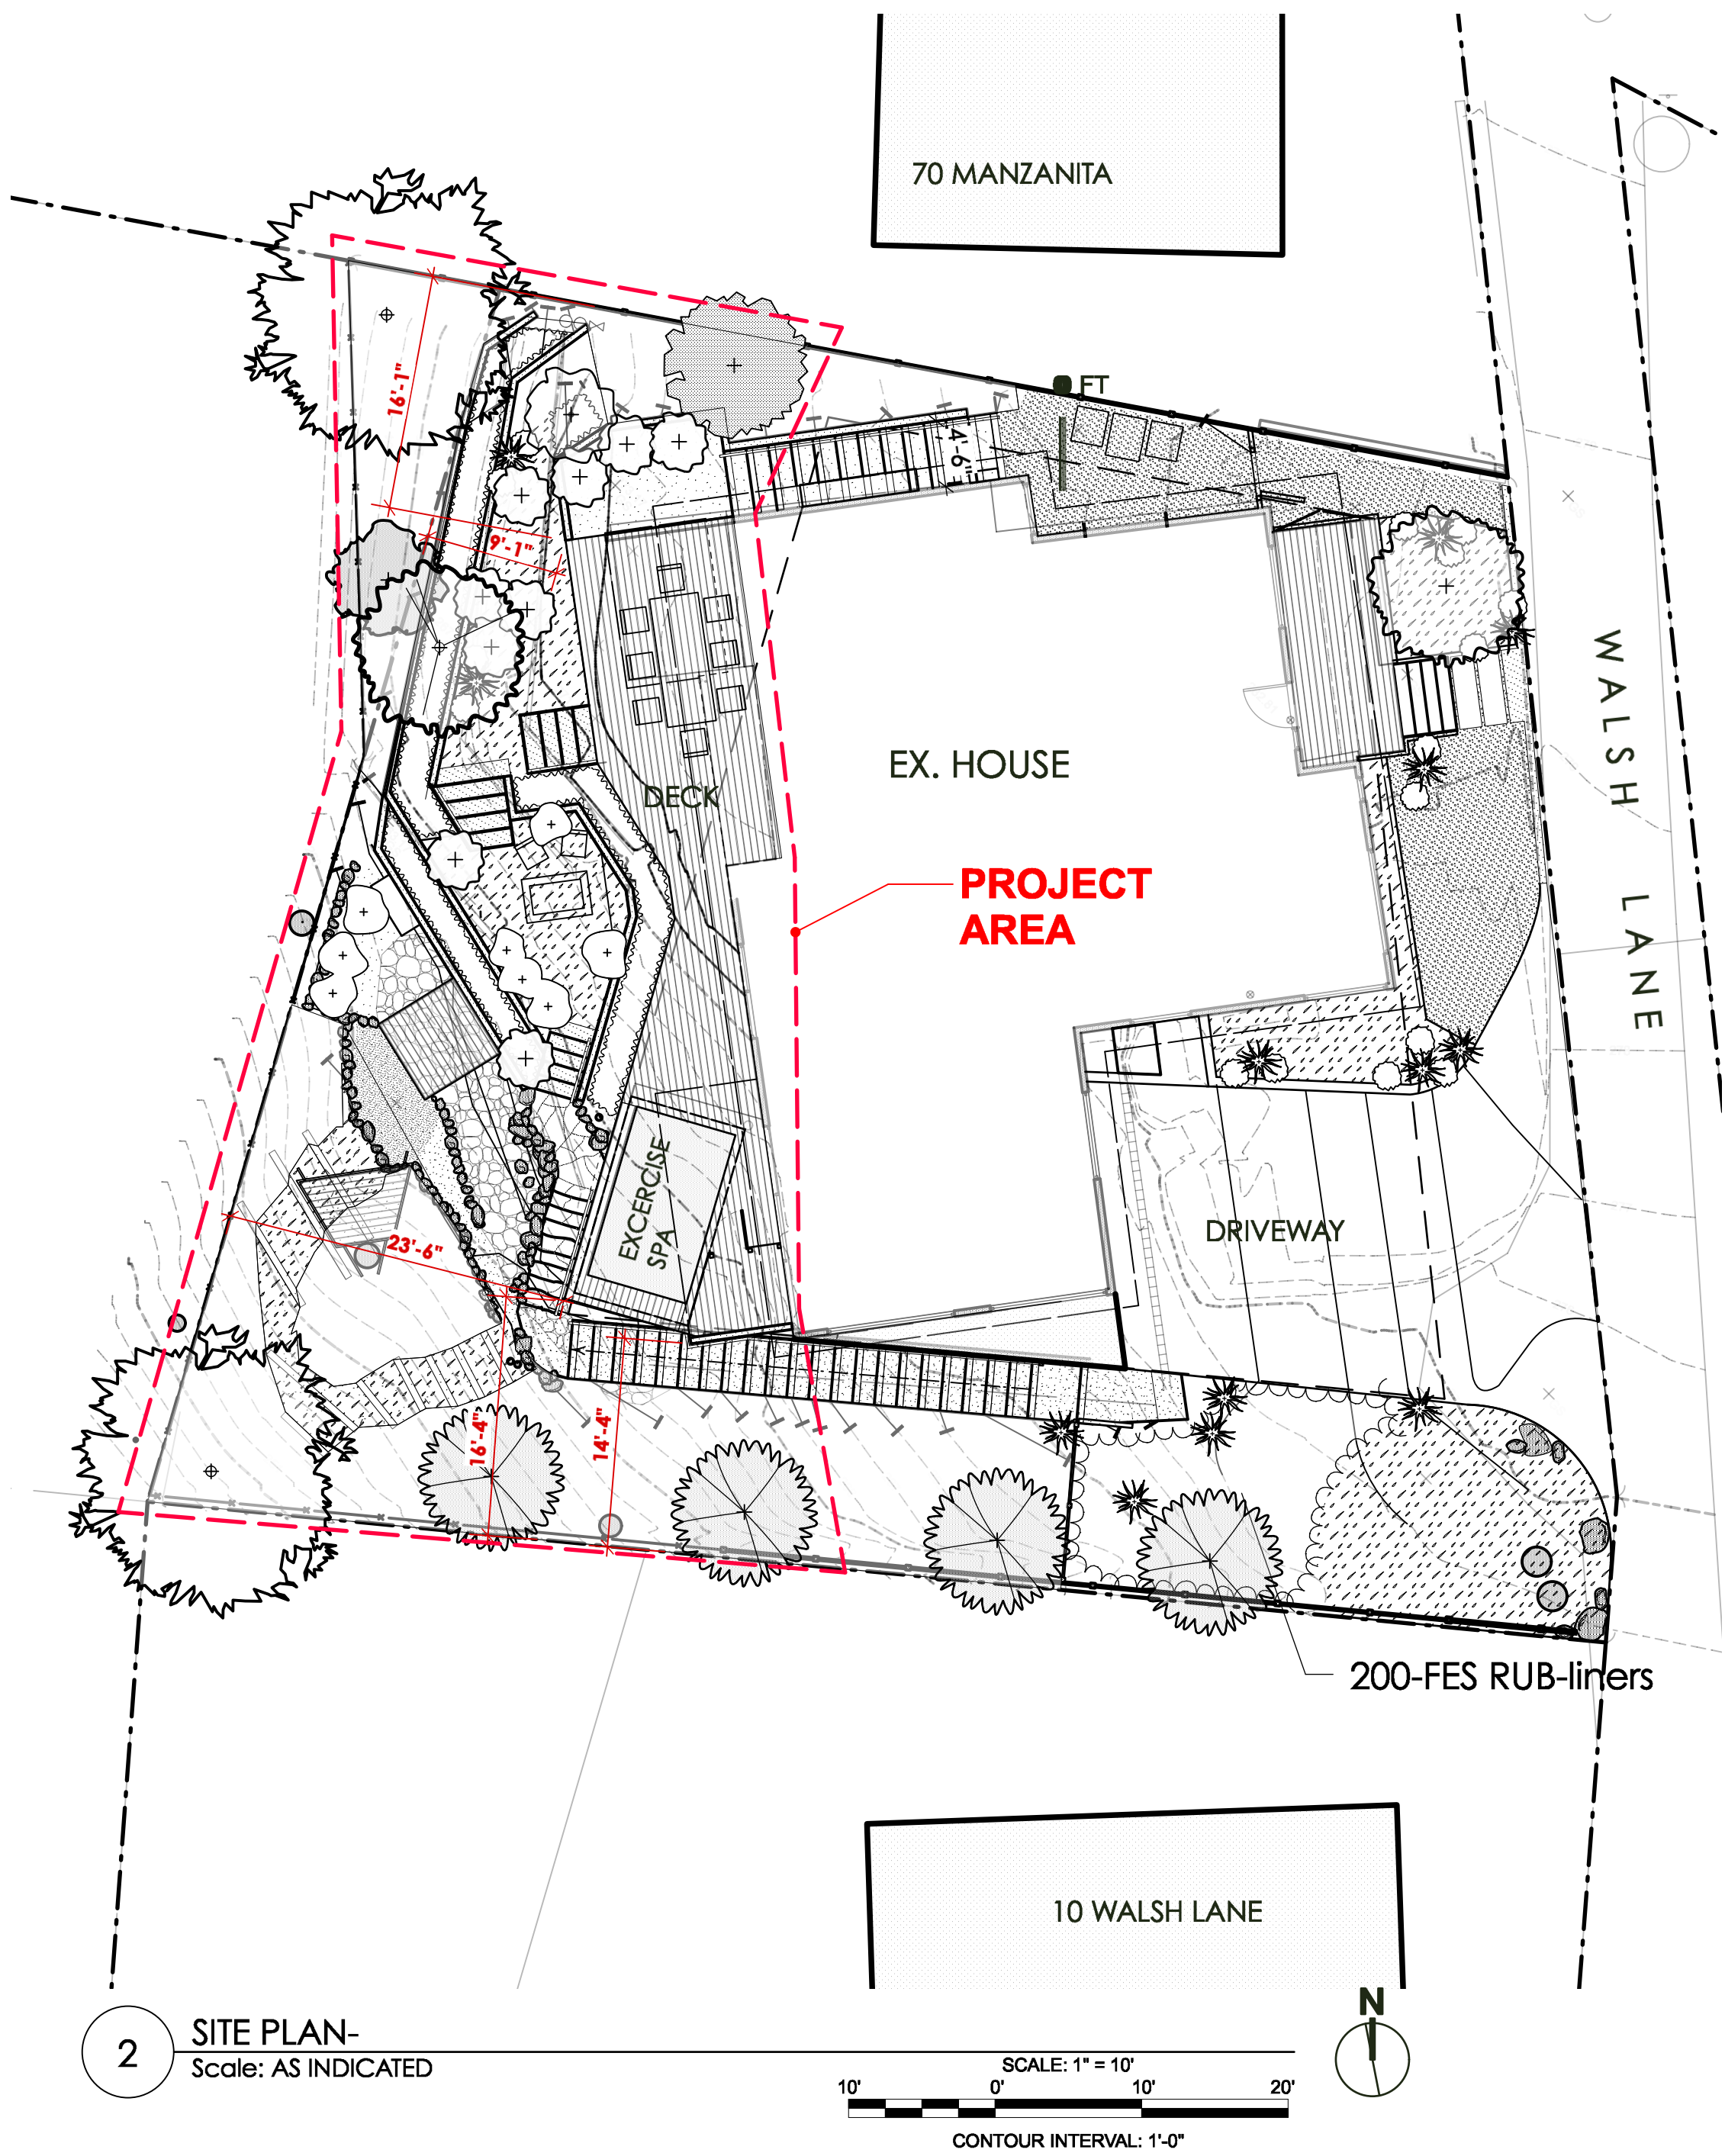 70 MANZANITA
FT
16'-1"
4'-6"
9'-1"
WALSH LANE
EX. HOUSE
DECK
PROJECT
AREA
EXCERCISE
SPA
DRIVEWAY
23'-6"
16'-4"
14'-4"
200-FES RUB-liners
10 WALSH LANE
N
2
SITE PLAN-
Scale: AS INDICATED
SCALE: 1" = 10'
10' 0' 10' 20'
CONTOUR INTERVAL: 1'-0"